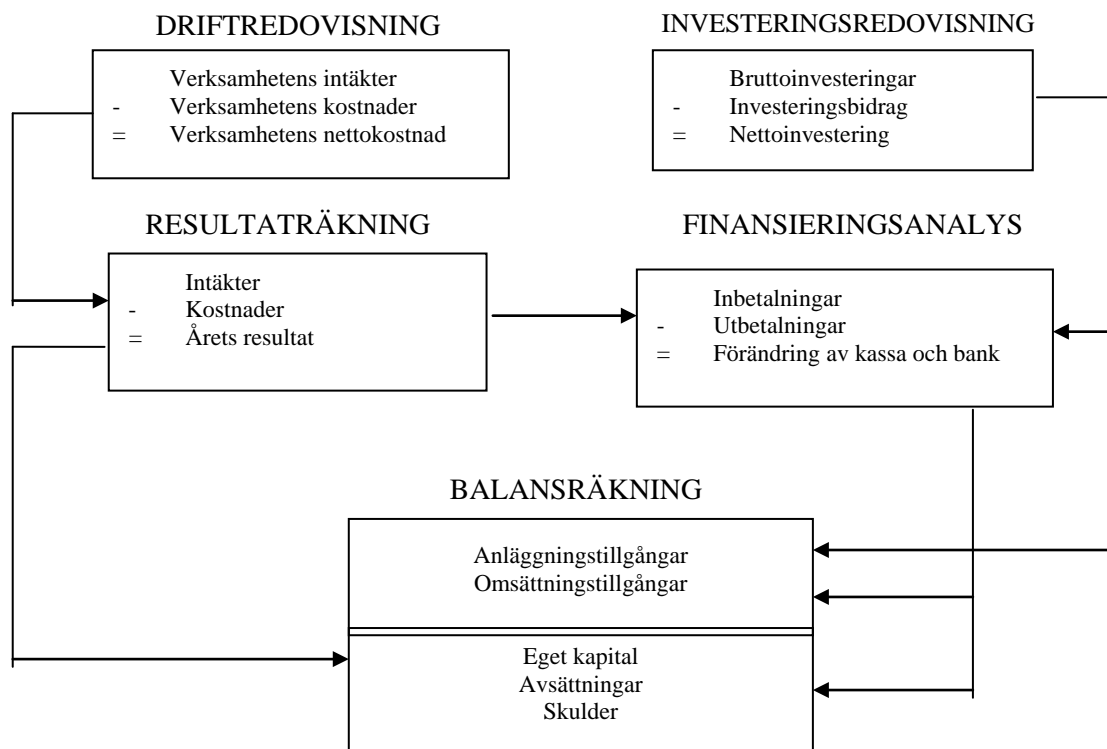 DRIFTREDOVISNING
Verksamhetens intäkter
- Verksamhetens kostnader
= Verksamhetens nettokostnad
INVESTERINGSREDOVISNING
Bruttoinvesteringar
- Investeringsbidrag
= Nettoinvestering
RESULTATRÄKNING
Intäkter
- Kostnader
= Årets resultat
FINANSIERINGSANALYS
Inbetalningar
- Utbetalningar
= Förändring av kassa och bank
BALANSRÄKNING
Anläggningstillgångar
Omsättningstillgångar
Eget kapital
Avsättningar
Skulder